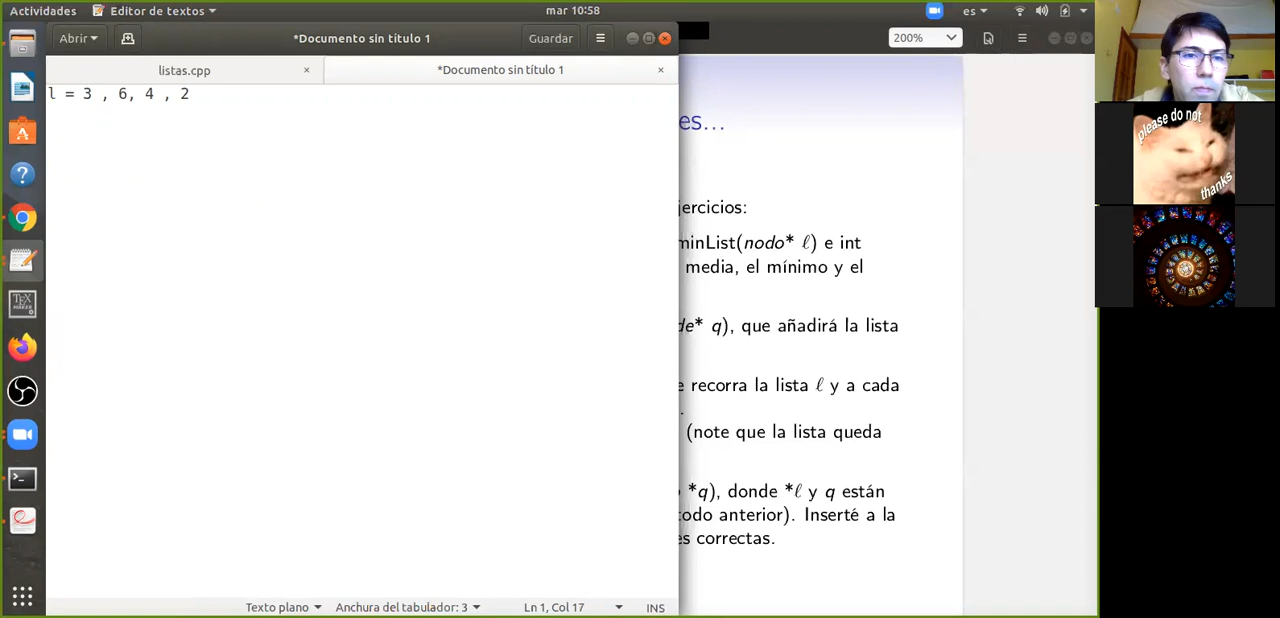 Actividades Editor de textos mar 10:58 es
Abrir *Documento sin título 1 Guardar 200%
listas.cpp × *Documento sin título 1 ×
l = 3 , 6, 4 , 2
es...
jercicios:
minList(nodo* ℓ) e int
media, el mínimo y el
de* q), que añadirá la lista
e recorra la lista ℓ y a cada
.
(note que la lista queda
*q), donde *ℓ y q están
todo anterior). Inserté a la
es correctas.
Texto plano Anchura del tabulador: 3 Ln 1, Col 17 INS
please do not
thanks